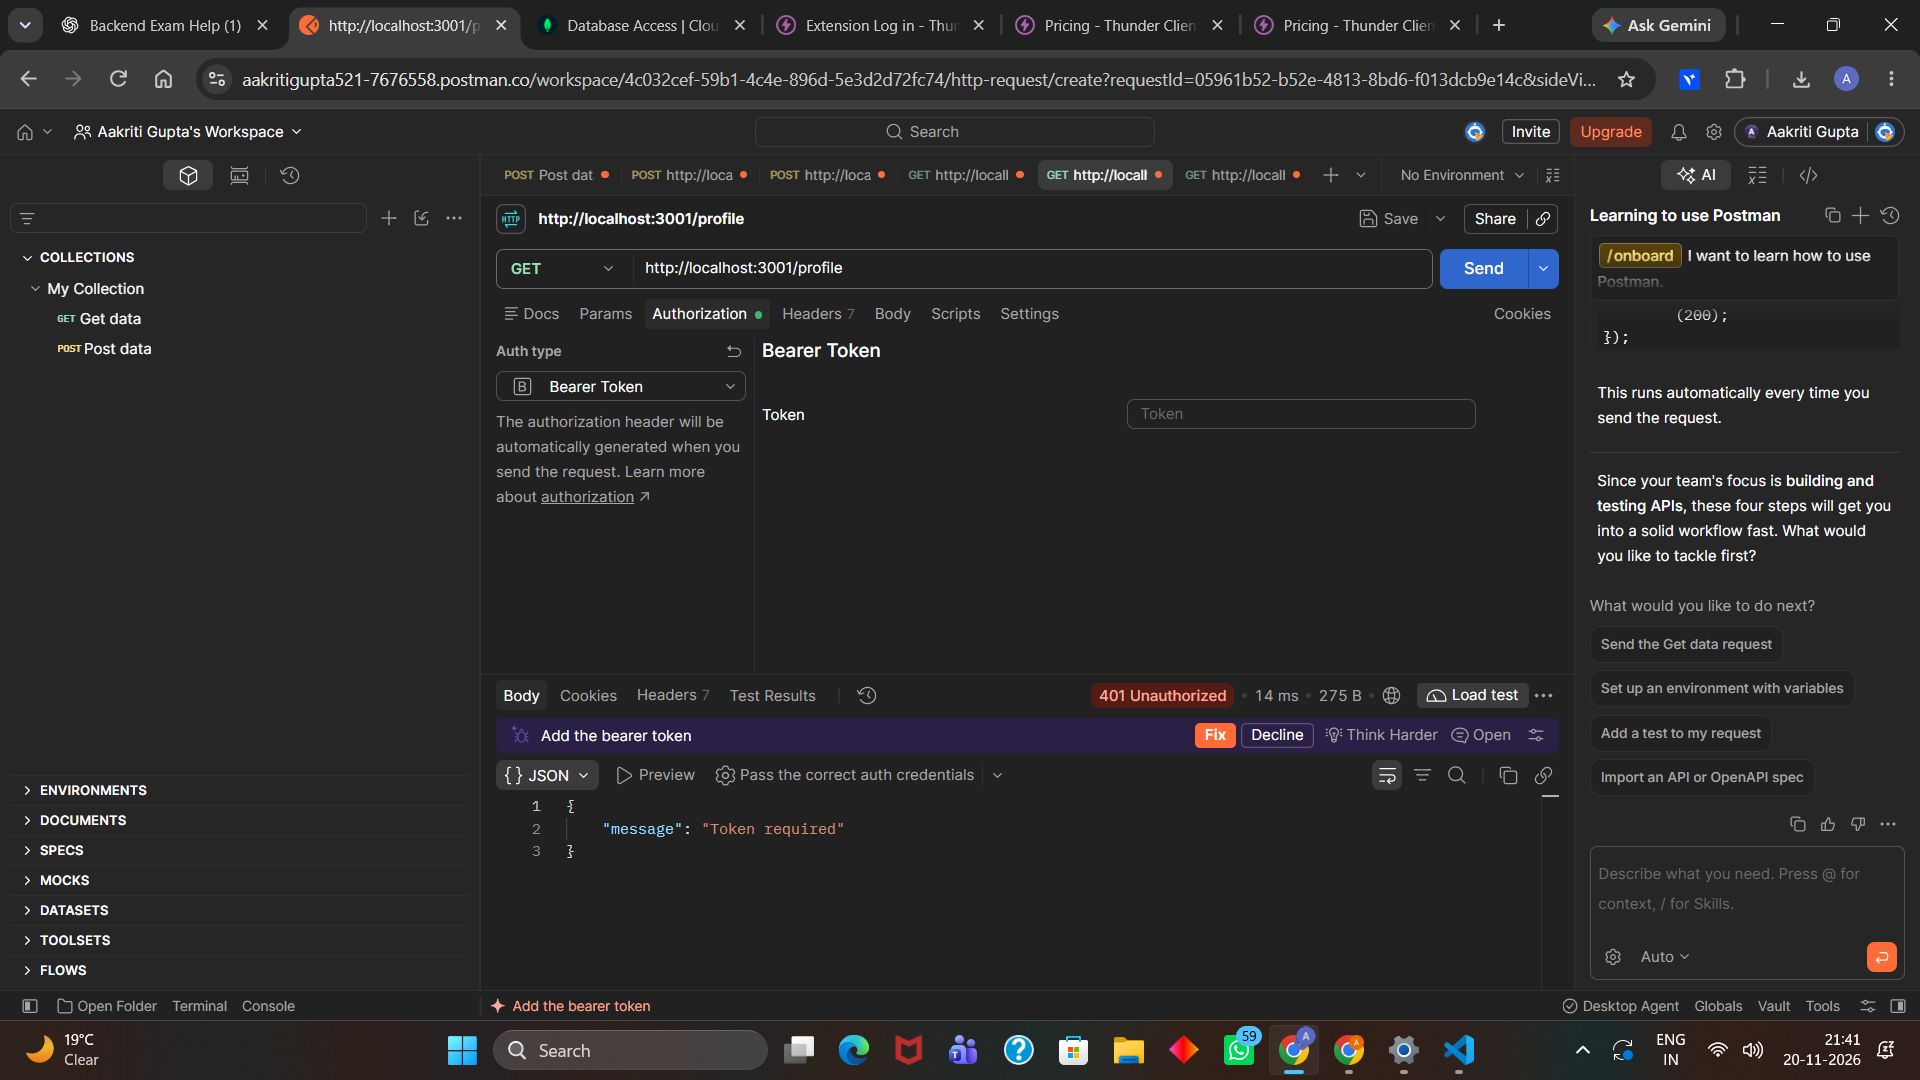 Backend Exam Help (1)
http://localhost:3001/p
Database Access | Clou
Extension Log in - Thun
Pricing - Thunder Clien
Pricing - Thunder Clien
Ask Gemini
aakritigupta521-7676558.postman.co/workspace/4c032cef-59b1-4c4e-896d-5e3d2d72fc74/http-request/create?requestId=05961b52-b52e-4813-8bd6-f013dcb9e14c&sideVi...
A
Aakriti Gupta's Workspace
Search
Invite
Upgrade
A Aakriti Gupta
POST Post dat
POST http://loca
POST http://loca
GET http://locall
GET http://locall
GET http://locall
No Environment
AI
HTTP http://localhost:3001/profile
Save
Share
GET
http://localhost:3001/profile
Send
Docs
Params
Authorization
Headers 7
Body
Scripts
Settings
Cookies
COLLECTIONS
My Collection
GET Get data
POST Post data
ENVIRONMENTS
DOCUMENTS
SPECS
MOCKS
DATASETS
TOOLSETS
FLOWS
Auth type
B Bearer Token
The authorization header will be
automatically generated when you
send the request. Learn more
about authorization ↗
Bearer Token
Token
Token
Body
Cookies
Headers 7
Test Results
401 Unauthorized
14 ms
275 B
Load test
Add the bearer token
Fix
Decline
Think Harder
Open
{} JSON
Preview
Pass the correct auth credentials
1 {
2 "message": "Token required"
3 }
Learning to use Postman
/onboard I want to learn how to use
Postman.
(200);
});
This runs automatically every time you
send the request.
Since your team's focus is building and
testing APIs, these four steps will get you
into a solid workflow fast. What would
you like to tackle first?
What would you like to do next?
Send the Get data request
Set up an environment with variables
Add a test to my request
Import an API or OpenAPI spec
Describe what you need. Press @ for
context, / for Skills.
Auto
Open Folder
Terminal
Console
Add the bearer token
Desktop Agent
Globals
Vault
Tools
19°C
Clear
Search
59
A
A
ENG
IN
21:41
20-11-2026